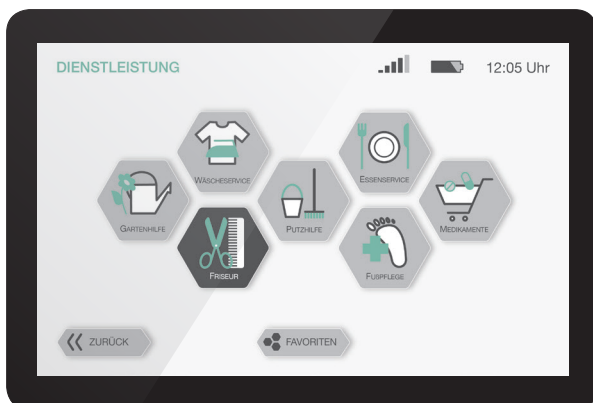 DIENSTLEISTUNG
12:05 Uhr
WÄSCHESERVICE
ESSENSERVICE
GARTENHILFE
PUTZHILFE
MEDIKAMENTE
FRISEUR
FUßPFLEGE
ZURÜCK
FAVORITEN